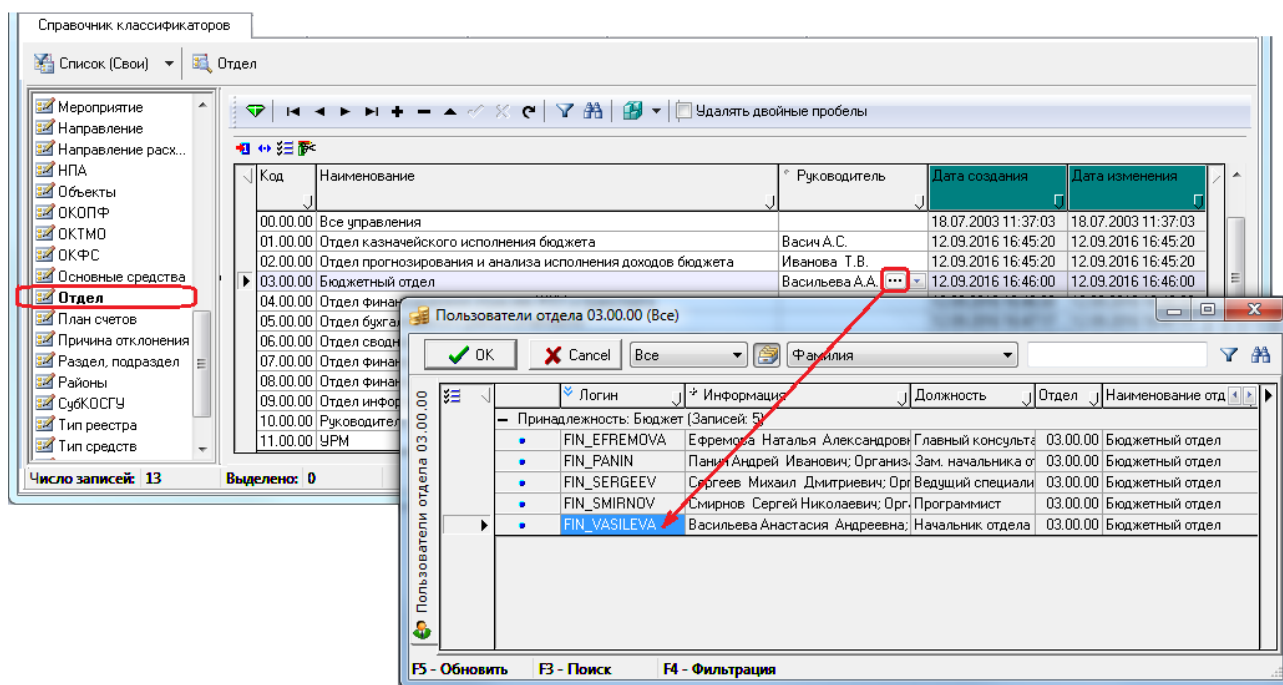 Справочник классификаторов
Список (Свои) Отдел
Мероприятие
Направление
Направление расх...
НПА
Объекты
ОКОПФ
ОКТМО
ОКФС
Основные средства
Отдел
План счетов
Причина отклонения
Раздел, подраздел
Районы
СубКОСГУ
Тип реестра
Тип средств
Удалять двойные пробелы
Код Наименование Руководитель Дата создания Дата изменения
00.00.00 Все управления 18.07.2003 11:37:03 18.07.2003 11:37:03
01.00.00 Отдел казначейского исполнения бюджета Васич А.С. 12.09.2016 16:45:20 12.09.2016 16:45:20
02.00.00 Отдел прогнозирования и анализа исполнения доходов бюджета Иванова Т.В. 12.09.2016 16:45:20 12.09.2016 16:45:20
03.00.00 Бюджетный отдел Васильева А.А. ... 12.09.2016 16:46:00 12.09.2016 16:46:00
04.00.00 Отдел финан
05.00.00 Отдел бухгал
06.00.00 Отдел сводн
07.00.00 Отдел финан
08.00.00 Отдел финан
09.00.00 Отдел инфор
10.00.00 Руководител
11.00.00 УРМ
Число записей: 13 Выделено: 0
Пользователи отдела 03.00.00 (Все)
OK Cancel Все Фамилия
Пользователи отдела 03.00.00
Логин Информация Должность Отдел Наименование отд
Принадлежность: Бюджет (Записей: 5)
FIN_EFREMOVA Ефремова Наталья Александровн Главный консульта 03.00.00 Бюджетный отдел
FIN_PANIN Панин Андрей Иванович; Организ. Зам. начальника от 03.00.00 Бюджетный отдел
FIN_SERGEEV Сергеев Михаил Дмитриевич; Орг Ведущий специали 03.00.00 Бюджетный отдел
FIN_SMIRNOV Смирнов Сергей Николаевич; Орг. Программист 03.00.00 Бюджетный отдел
FIN_VASILEVA Васильева Анастасия Андреевна; Начальник отдела 03.00.00 Бюджетный отдел
F5 - Обновить F3 - Поиск F4 - Фильтрация